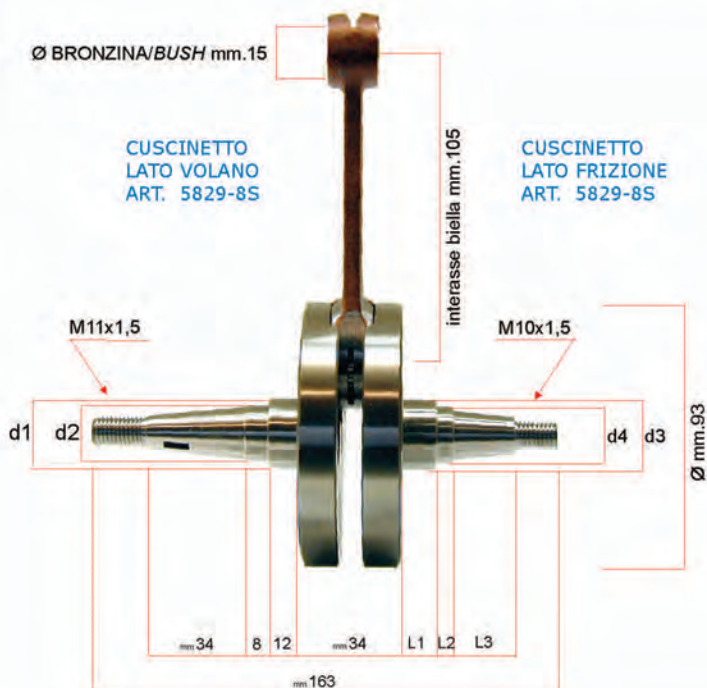 Ø BRONZINA/BUSH mm.15
CUSCINETTO
LATO VOLANO
ART. 5829-8S
CUSCINETTO
LATO FRIZIONE
ART. 5829-8S
interasse biella mm.105
M11x1,5
M10x1,5
d1
d2
d4
d3
Ø mm.93
mm 34
8
12
mm 34
L1
L2
L3
mm 163